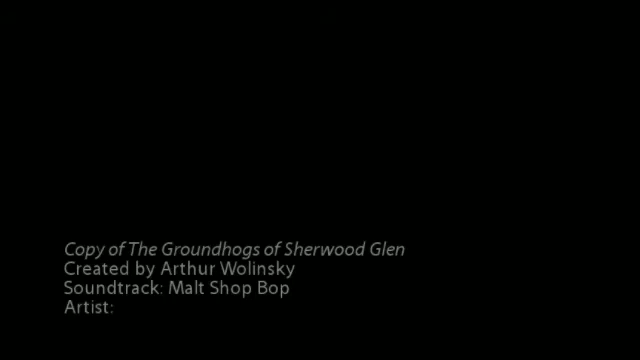 Copy of The Groundhogs of Sherwood Glen
Created by Arthur Wolinsky
Soundtrack: Malt Shop Bop
Artist: